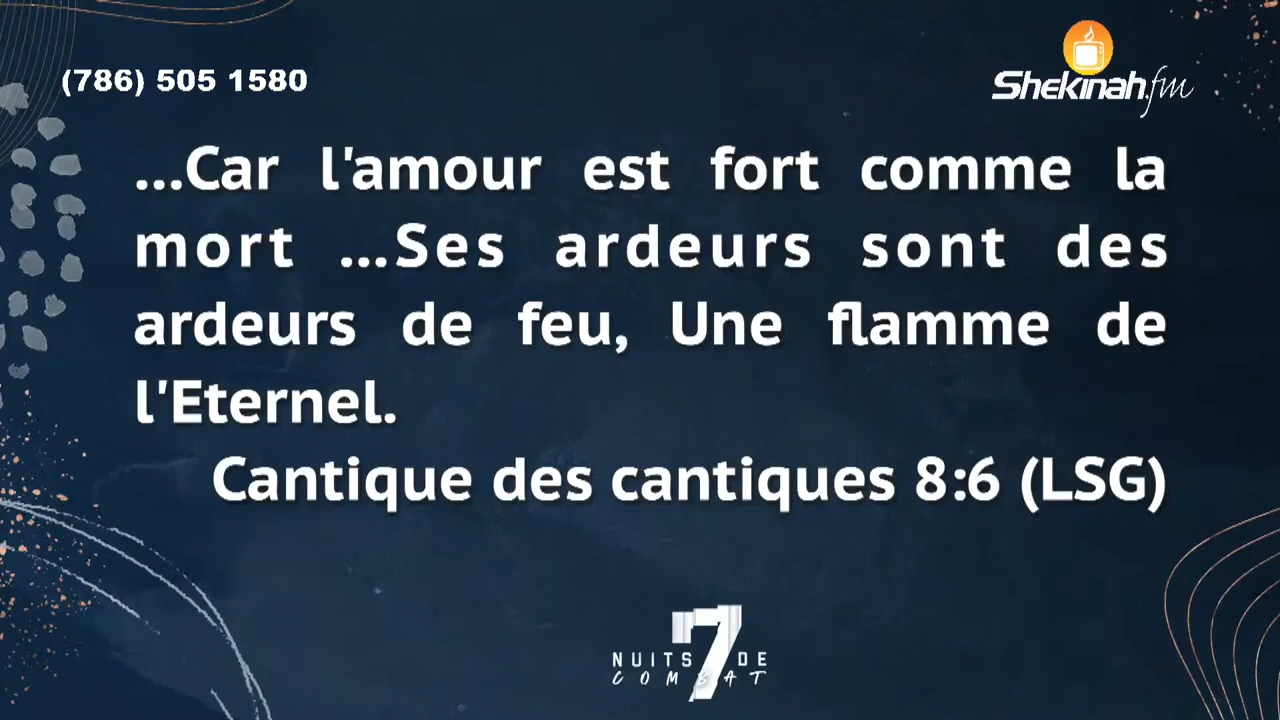 (786) 505 1580
Shekinah.fm
...Car l'amour est fort comme la
mort ...Ses ardeurs sont des
ardeurs de feu, Une flamme de
l'Eternel.
Cantique des cantiques 8:6 (LSG)
7
NUITS DE
COMBAT